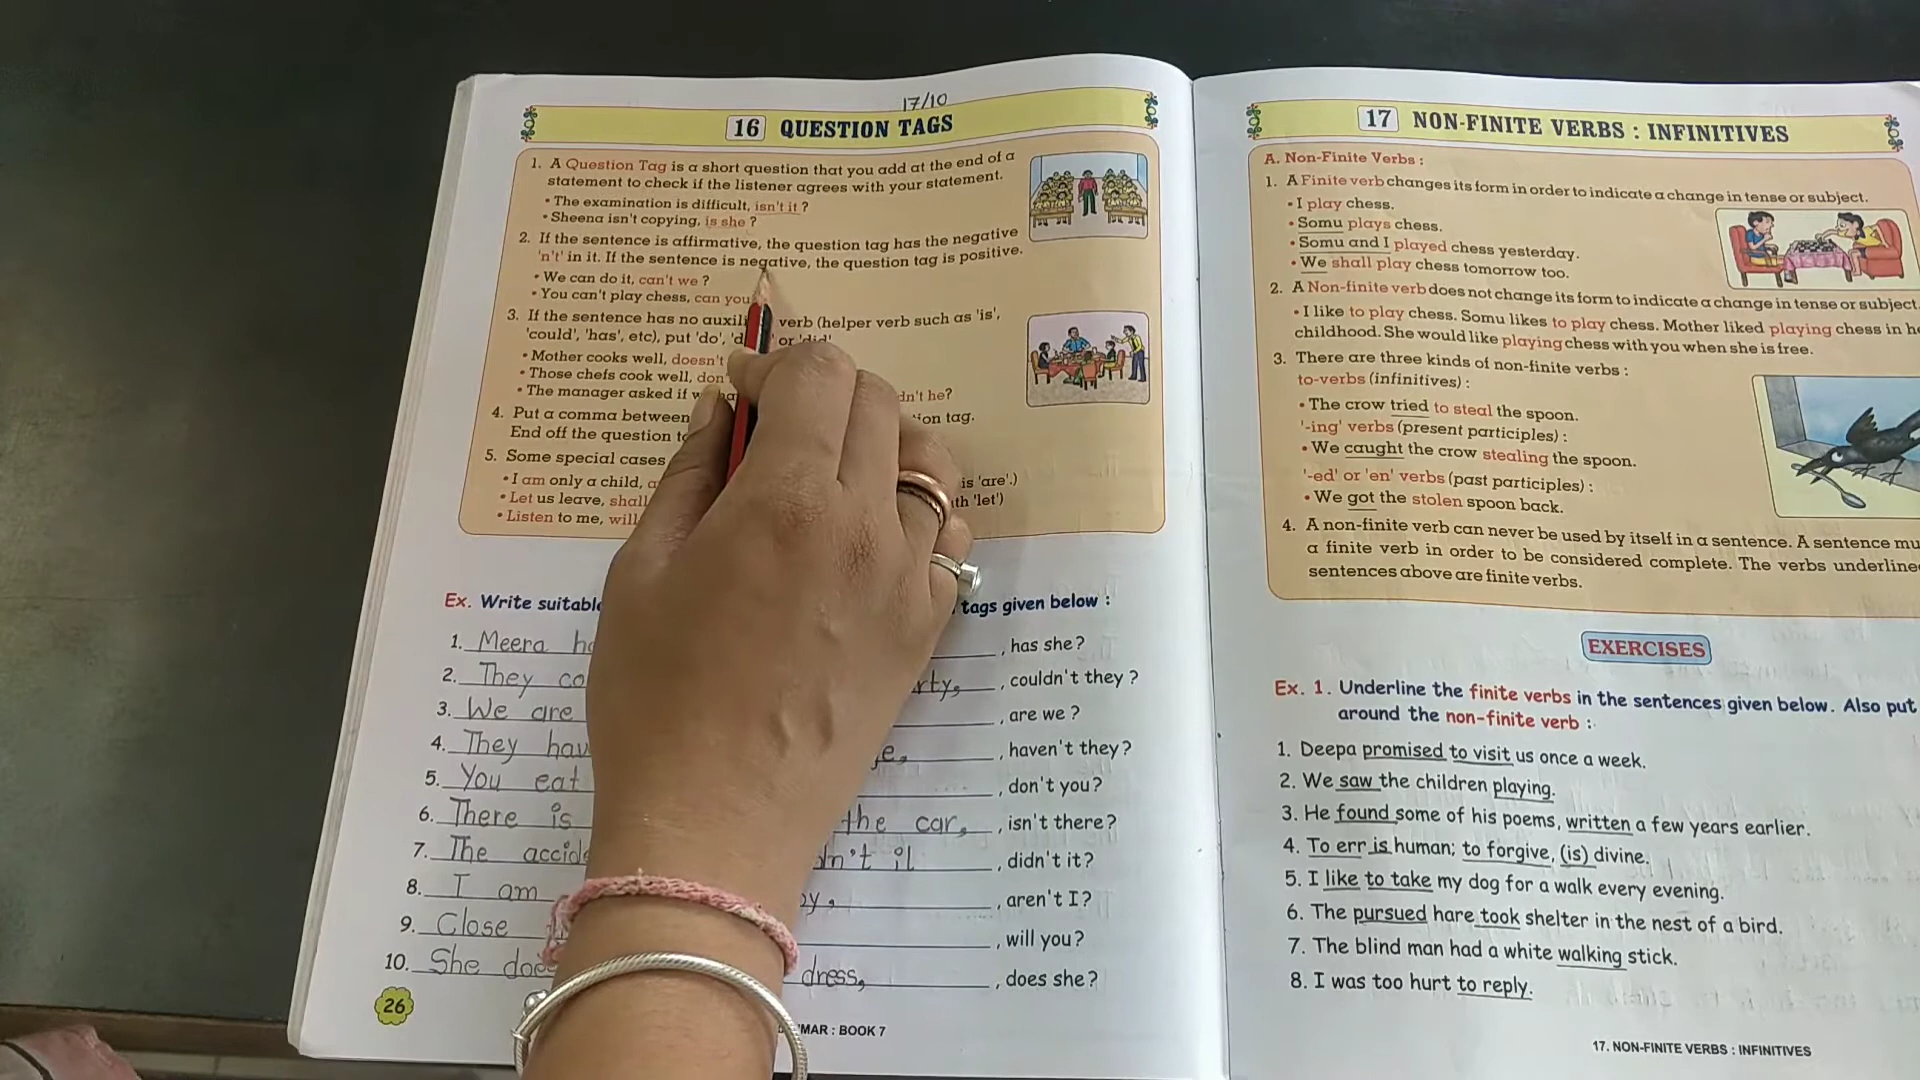 17/10
16 QUESTION TAGS
1. A Question Tag is a short question that you add at the end of a
statement to check if the listener agrees with your statement.
• The examination is difficult, isn't it ?
• Sheena isn't copying, is she ?
2. If the sentence is affirmative, the question tag has the negative
'n't' in it. If the sentence is negative, the question tag is positive.
• We can do it, can't we ?
• You can't play chess, can you
3. If the sentence has no auxili verb (helper verb such as 'is',
'could', 'has', etc), put 'do', 'd or 'did'
• Mother cooks well, doesn't
• Those chefs cook well, don'
• The manager asked if w dn't he?
4. Put a comma between ion tag.
End off the question t
5. Some special cases
• I am only a child, a is 'are'.)
• Let us leave, shall ith 'let')
• Listen to me, will
Ex. Write suitabl tags given below :
1. Meera h , has she?
2. They co rty, , couldn't they ?
3. We are , are we ?
4. They hav e, , haven't they?
5. You eat , don't you?
6. There is the car, , isn't there?
7. The accid dn't it , didn't it?
8. I am py, , aren't I?
9. Close , will you?
10. She doe dress, , does she?
26
MMAR : BOOK 7
17 NON-FINITE VERBS : INFINITIVES
A. Non-Finite Verbs :
1. A Finite verb changes its form in order to indicate a change in tense or subject.
• I play chess.
• Somu plays chess.
• Somu and I played chess yesterday.
• We shall play chess tomorrow too.
2. A Non-finite verb does not change its form to indicate a change in tense or subject.
• I like to play chess. Somu likes to play chess. Mother liked playing chess in h
childhood. She would like playing chess with you when she is free.
3. There are three kinds of non-finite verbs :
to-verbs (infinitives) :
• The crow tried to steal the spoon.
'-ing' verbs (present participles) :
• We caught the crow stealing the spoon.
'-ed' or 'en' verbs (past participles) :
• We got the stolen spoon back.
4. A non-finite verb can never be used by itself in a sentence. A sentence mu
a finite verb in order to be considered complete. The verbs underline
sentences above are finite verbs.
EXERCISES
Ex. 1. Underline the finite verbs in the sentences given below. Also put
around the non-finite verb :
1. Deepa promised to visit us once a week.
2. We saw the children playing.
3. He found some of his poems, written a few years earlier.
4. To err is human; to forgive, (is) divine.
5. I like to take my dog for a walk every evening.
6. The pursued hare took shelter in the nest of a bird.
7. The blind man had a white walking stick.
8. I was too hurt to reply.
17. NON-FINITE VERBS : INFINITIVES